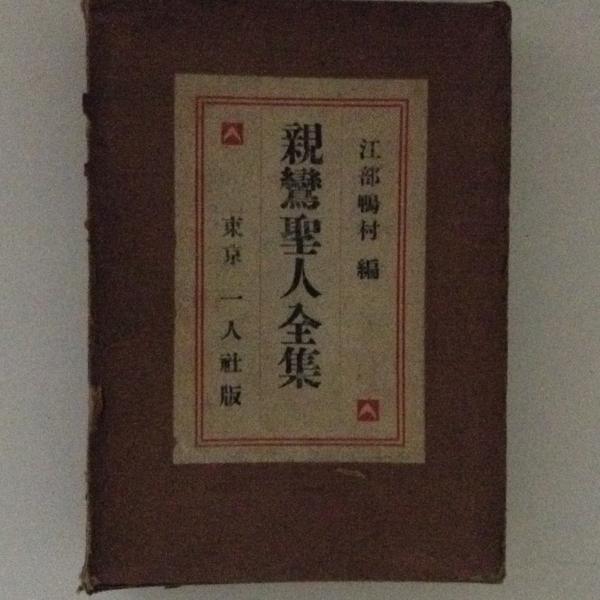 江部鴨村 編
親鸞聖人全集
東京 一人社版